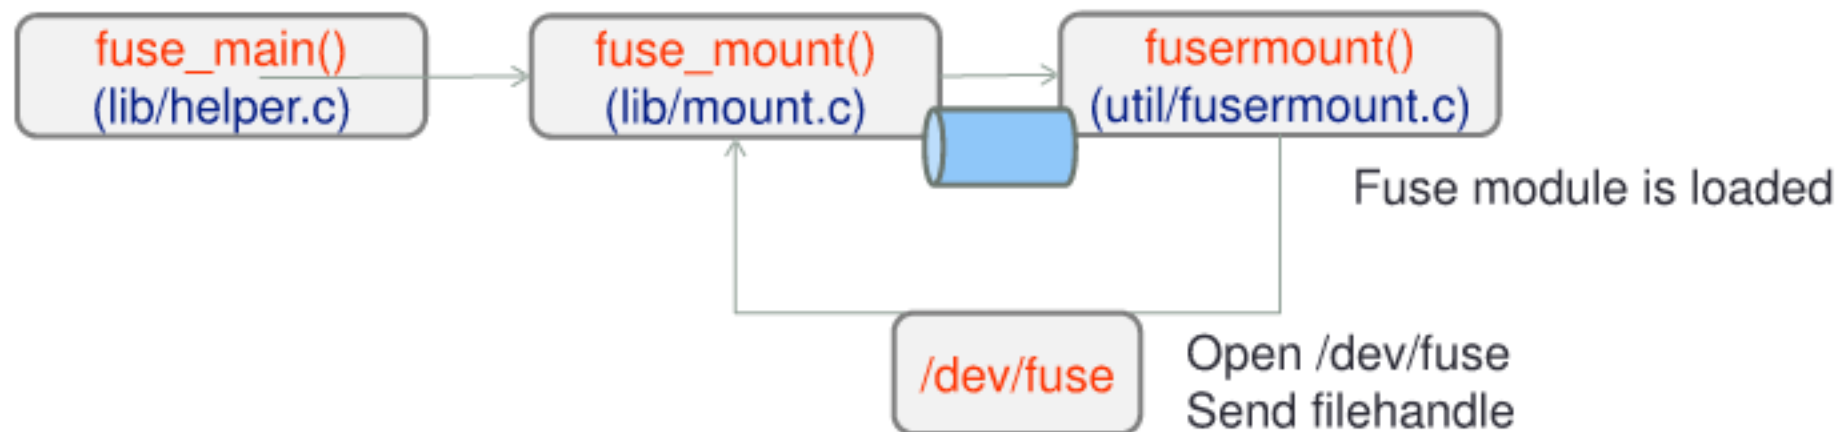 fuse_main()
(lib/helper.c)
fuse_mount()
(lib/mount.c)
fusermount()
(util/fusermount.c)
Fuse module is loaded
/dev/fuse
Open /dev/fuse
Send filehandle